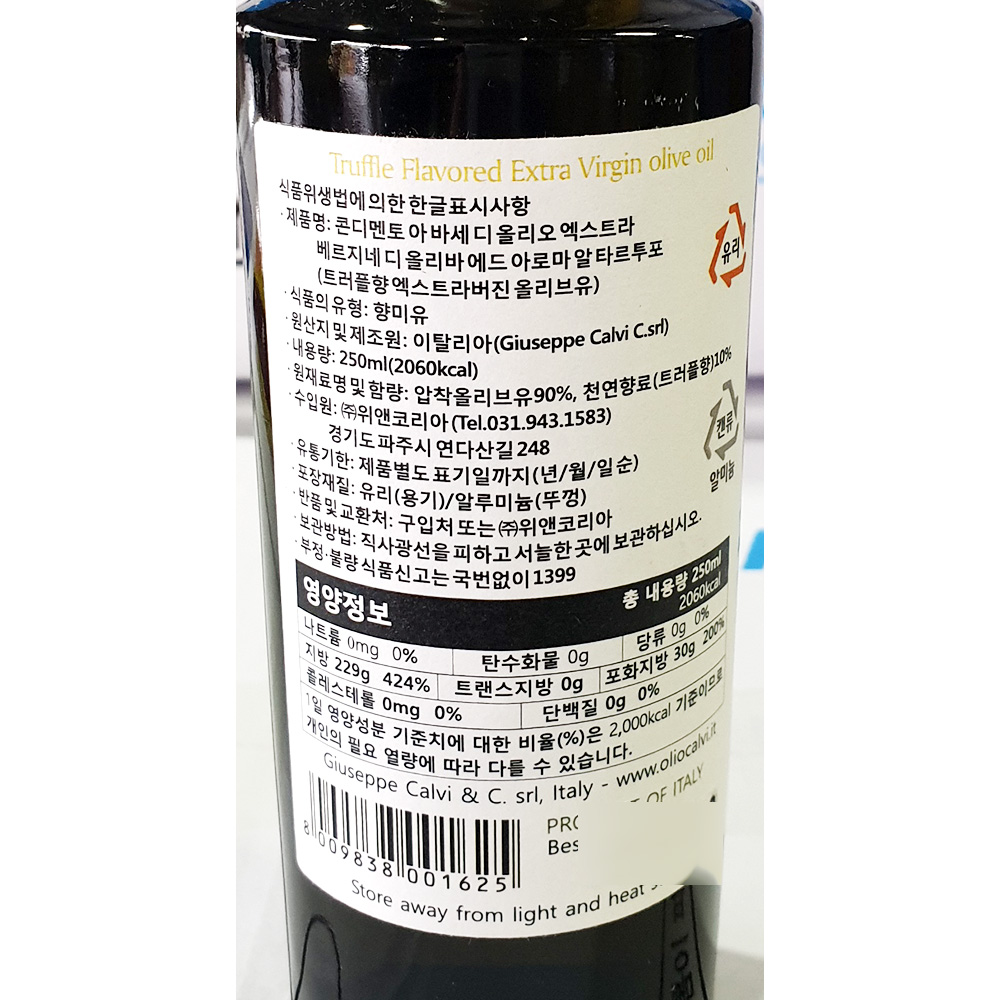 Truffle Flavored Extra Virgin olive oil
식품위생법에 의한 한글표시사항
· 제품명: 콘디멘토 아 바세 디 올리오 엑스트라
베르지네 디 올리바 에드 아로마 알 타르투포
(트러플향 엑스트라버진 올리브유)
· 식품의 유형: 향미유
· 원산지 및 제조원: 이탈리아(Giuseppe Calvi C.srl)
· 내용량: 250ml(2060kcal)
· 원재료명 및 함량: 압착올리브유90%, 천연향료(트러플향)10%
· 수입원: ㈜위앤코리아(Tel.031.943.1583)
경기도 파주시 연다산길 248
· 유통기한: 제품별도 표기일까지(년/월/일 순)
· 포장재질: 유리(용기)/알루미늄(뚜껑)
· 반품 및 교환처: 구입처 또는 ㈜위앤코리아
· 보관방법: 직사광선을 피하고 서늘한 곳에 보관하십시오.
· 부정·불량식품신고는 국번없이 1399
유리
캔류
알미늄
영양정보 총 내용량 250ml
2060kcal
나트륨 0mg 0% 탄수화물 0g 당류 0g 0%
지방 229g 424% 트랜스지방 0g 포화지방 30g 200%
콜레스테롤 0mg 0% 단백질 0g 0%
1일 영양성분 기준치에 대한 비율(%)은 2,000kcal 기준이므로
개인의 필요 열량에 따라 다를 수 있습니다.
Giuseppe Calvi & C. srl, Italy - www.oliocalvi.it
OF ITALY
8 009838 001625
Store away from light and heat